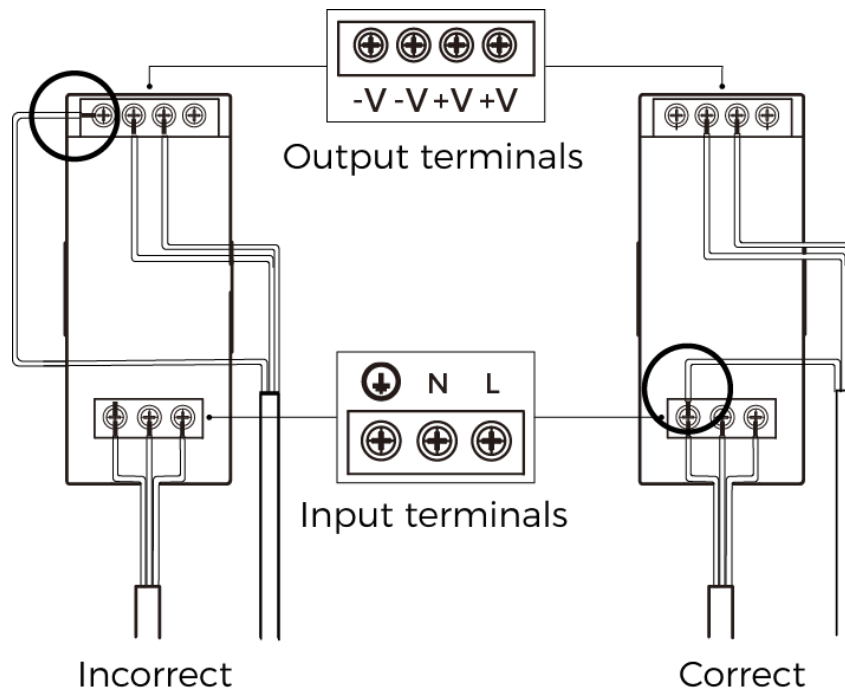 -V -V +V +V
Output terminals
N L
Input terminals
Incorrect
Correct